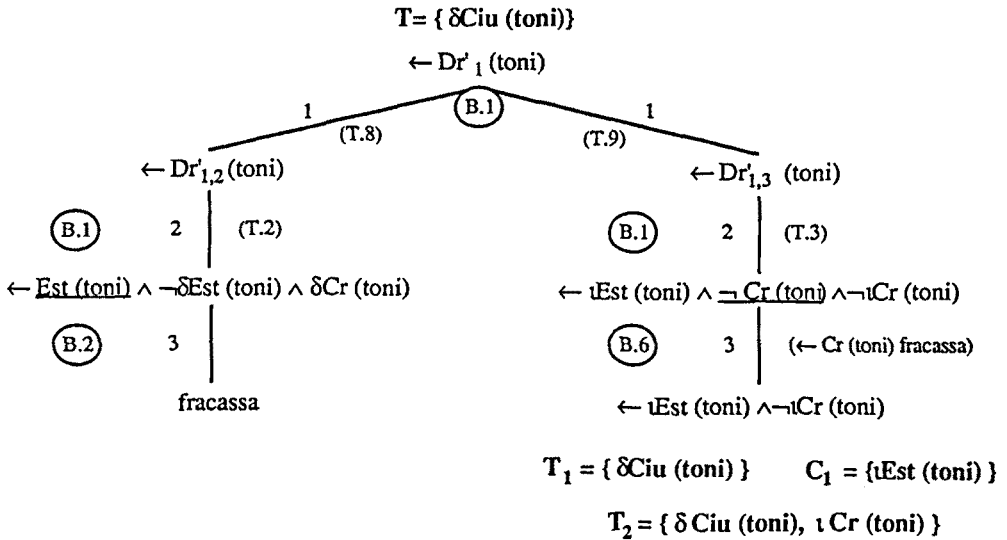 T= { δCiu (toni)}
← Dr'1 (toni)
1 B.1 1
(T.8) (T.9)
← Dr'1,2 (toni) ← Dr'1,3 (toni)
B.1 2 (T.2) B.1 2 (T.3)
← Est (toni) ∧ ¬δEst (toni) ∧ δCr (toni) ← ιEst (toni) ∧ ¬ Cr (toni) ∧¬ιCr (toni)
B.2 3 B.6 3 (← Cr (toni) fracassa)
fracassa ← ιEst (toni) ∧¬ιCr (toni)
T1 = { δCiu (toni) } C1 = {ιEst (toni) }
T2 = { δ Ciu (toni), ι Cr (toni) }